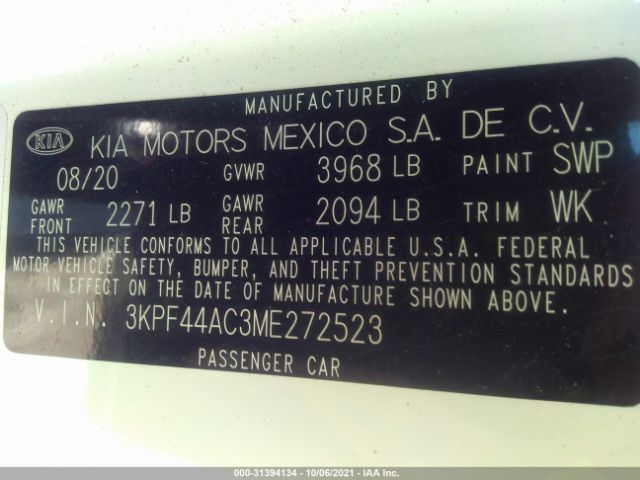 MANUFACTURED BY
KIA KIA MOTORS MEXICO S.A. DE C.V.
08/20 GVWR 3968 LB PAINT SWP
GAWR FRONT 2271 LB GAWR REAR 2094 LB TRIM WK
THIS VEHICLE CONFORMS TO ALL APPLICABLE U.S.A. FEDERAL
MOTOR VEHICLE SAFETY, BUMPER, AND THEFT PREVENTION STANDARDS
IN EFFECT ON THE DATE OF MANUFACTURE SHOWN ABOVE.
V.I.N. 3KPF44AC3ME272523
PASSENGER CAR
000-31394134 - 10/06/2021 - IAA Inc.